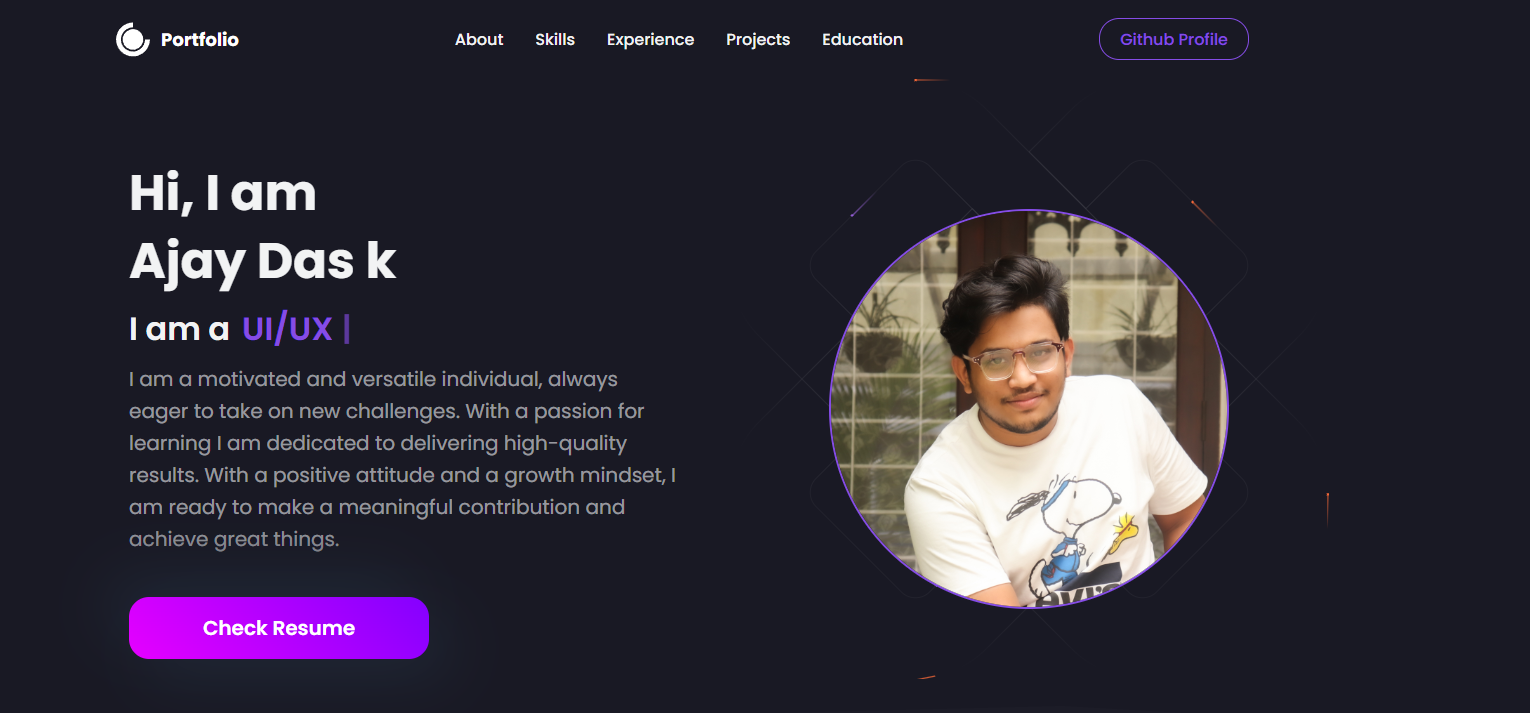 Portfolio
About Skills Experience Projects Education
Github Profile
Hi, I am
Ajay Das k
I am a UI/UX |
I am a motivated and versatile individual, always
eager to take on new challenges. With a passion for
learning I am dedicated to delivering high-quality
results. With a positive attitude and a growth mindset, I
am ready to make a meaningful contribution and
achieve great things.
Check Resume